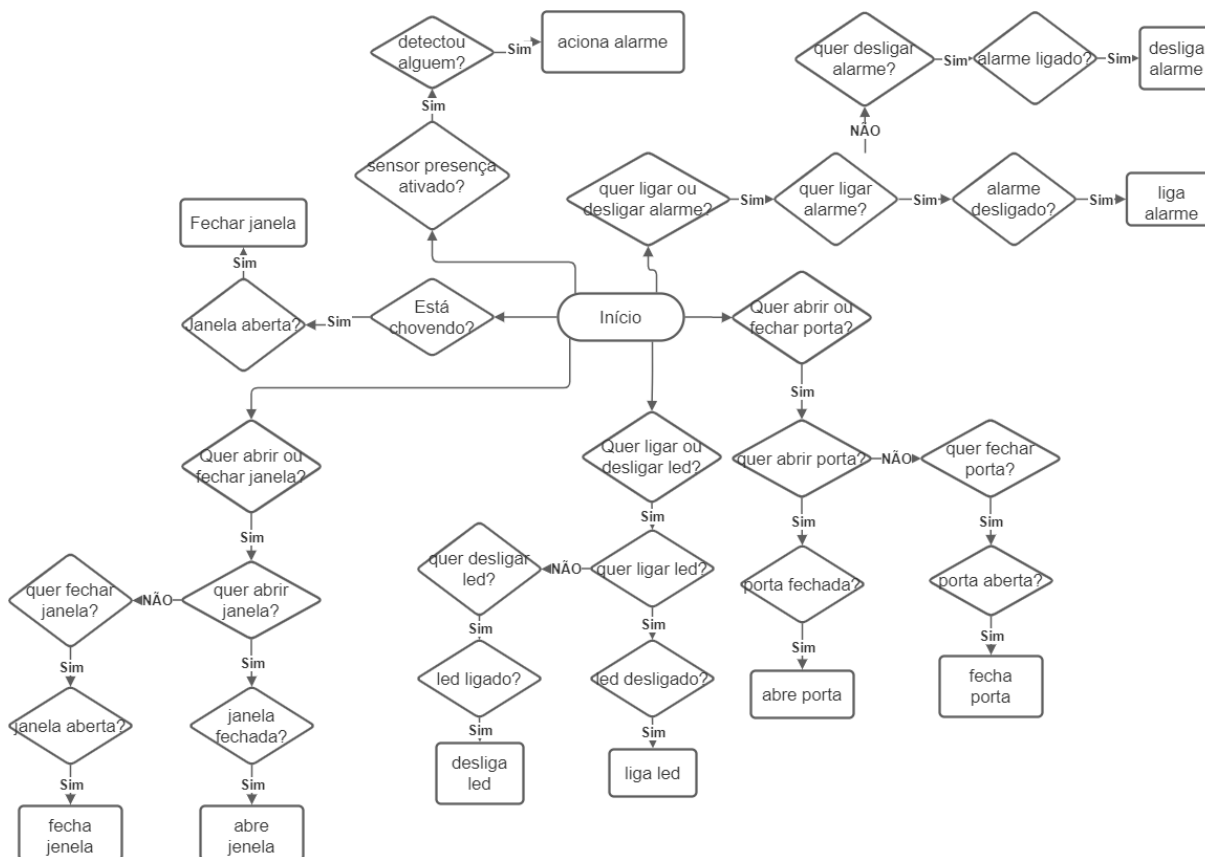 detectou
alguem?
Sim
aciona alarme
Sim
sensor presença
ativado?
quer desligar
alarme?
Sim
alarme ligado?
Sim
desliga
alarme
NÃO
quer ligar ou
desligar alarme?
Sim
quer ligar
alarme?
Sim
alarme
desligado?
Sim
liga
alarme
Fechar janela
Sim
Janela aberta?
Sim
Está
chovendo?
Início
Quer abrir ou
fechar porta?
Sim
quer abrir porta?
NÃO
quer fechar
porta?
Sim
porta fechada?
Sim
abre porta
Sim
porta aberta?
Sim
fecha
porta
Quer ligar ou
desligar led?
Sim
quer ligar led?
NÃO
quer desligar
led?
Sim
led ligado?
Sim
desliga
led
Sim
led desligado?
Sim
liga led
Quer abrir ou
fechar janela?
Sim
quer abrir
janela?
NÃO
quer fechar
janela?
Sim
janela aberta?
Sim
fecha
jenela
Sim
janela
fechada?
Sim
abre
jenela